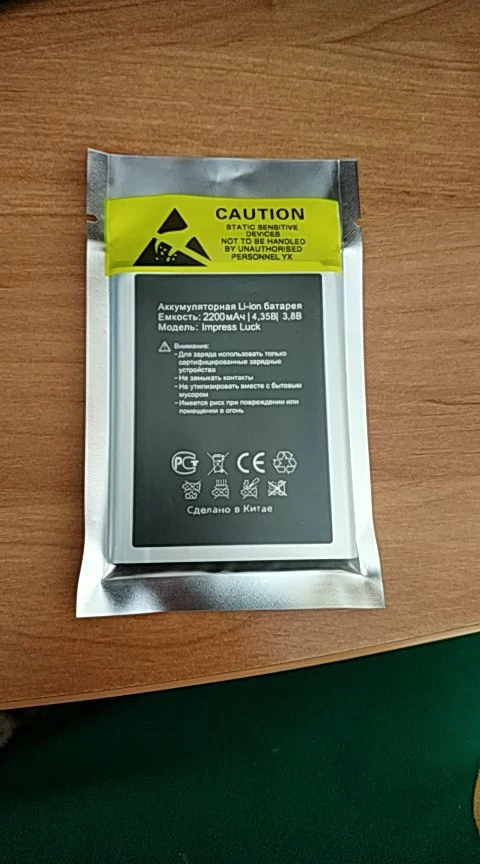 CAUTION
STATIC SENSITIVE
DEVICES
NOT TO BE HANDLED
BY UNAUTHORISED
PERSONNEL YX
Аккумуляторная Li-ion батарея
Емкость: 2200мАч | 4,35В| 3,8В
Модель: Impress Luck
Внимание:
- Для заряда использовать только
сертифицированные зарядные
устройства
- Не замыкать контакты
- Не утилизировать вместе с бытовым
мусором
- Имеется риск при повреждении или
помещении в огонь
РСТ CE
Сделано в Китае